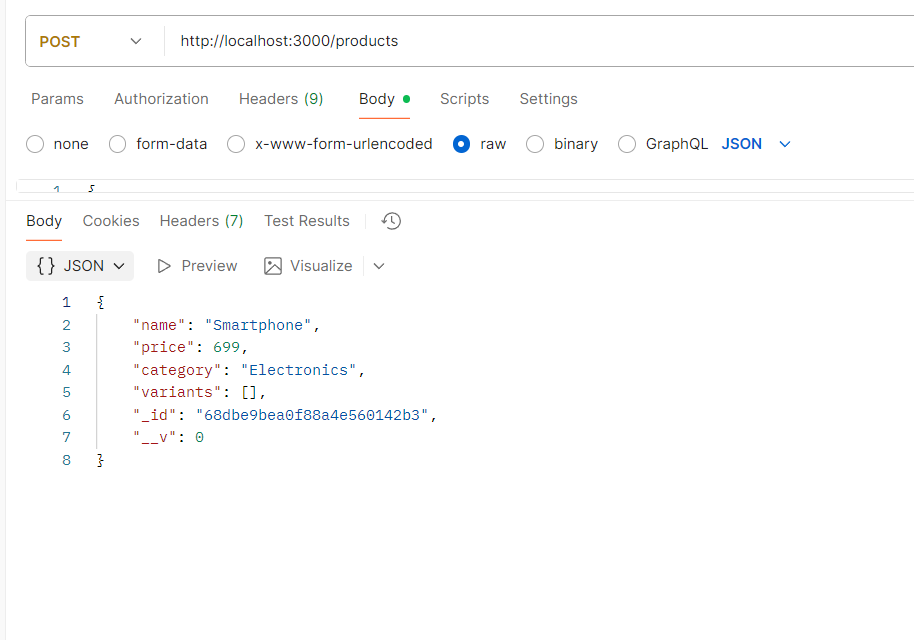 POST http://localhost:3000/products
Params Authorization Headers (9) Body Scripts Settings
none form-data x-www-form-urlencoded raw binary GraphQL JSON
1 {
Body Cookies Headers (7) Test Results
{} JSON Preview Visualize
1 {
2 "name": "Smartphone",
3 "price": 699,
4 "category": "Electronics",
5 "variants": [],
6 "_id": "68dbe9bea0f88a4e560142b3",
7 "__v": 0
8 }